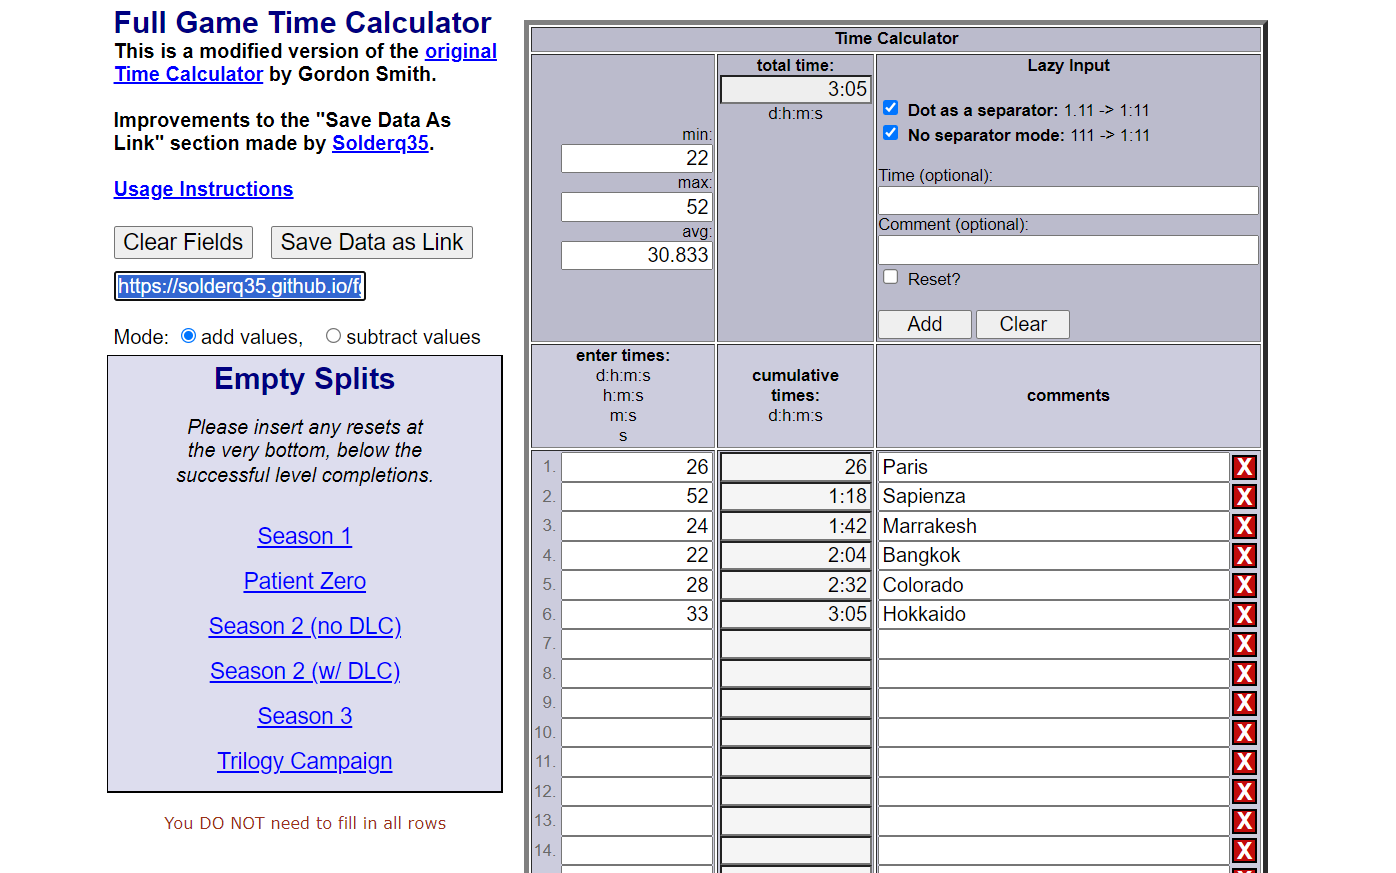 Full Game Time Calculator
This is a modified version of the original
Time Calculator by Gordon Smith.
Improvements to the "Save Data As
Link" section made by Solderq35.
Usage Instructions
Clear Fields
Save Data as Link
https://solderq35.github.io/f
Mode: add values, subtract values
Empty Splits
Please insert any resets at
the very bottom, below the
successful level completions.
Season 1
Patient Zero
Season 2 (no DLC)
Season 2 (w/ DLC)
Season 3
Trilogy Campaign
You DO NOT need to fill in all rows
Time Calculator
min:
22
max:
52
avg:
30.833
total time:
3:05
d:h:m:s
Lazy Input
Dot as a separator: 1.11 -> 1:11
No separator mode: 111 -> 1:11
Time (optional):
Comment (optional):
Reset?
Add
Clear
enter times:
d:h:m:s
h:m:s
m:s
s
cumulative
times:
d:h:m:s
comments
1. 26 26 Paris X
2. 52 1:18 Sapienza X
3. 24 1:42 Marrakesh X
4. 22 2:04 Bangkok X
5. 28 2:32 Colorado X
6. 33 3:05 Hokkaido X
7. X
8. X
9. X
10. X
11. X
12. X
13. X
14. X